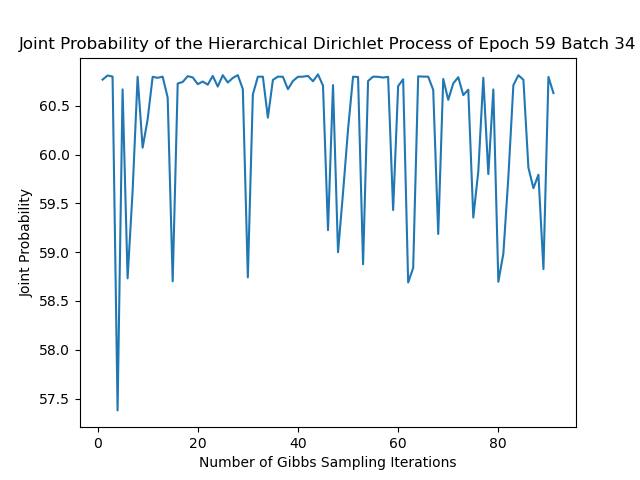 Joint Probability of the Hierarchical Dirichlet Process of Epoch 59 Batch 34
Joint Probability
60.5
60.0
59.5
59.0
58.5
58.0
57.5
0 20 40 60 80
Number of Gibbs Sampling Iterations